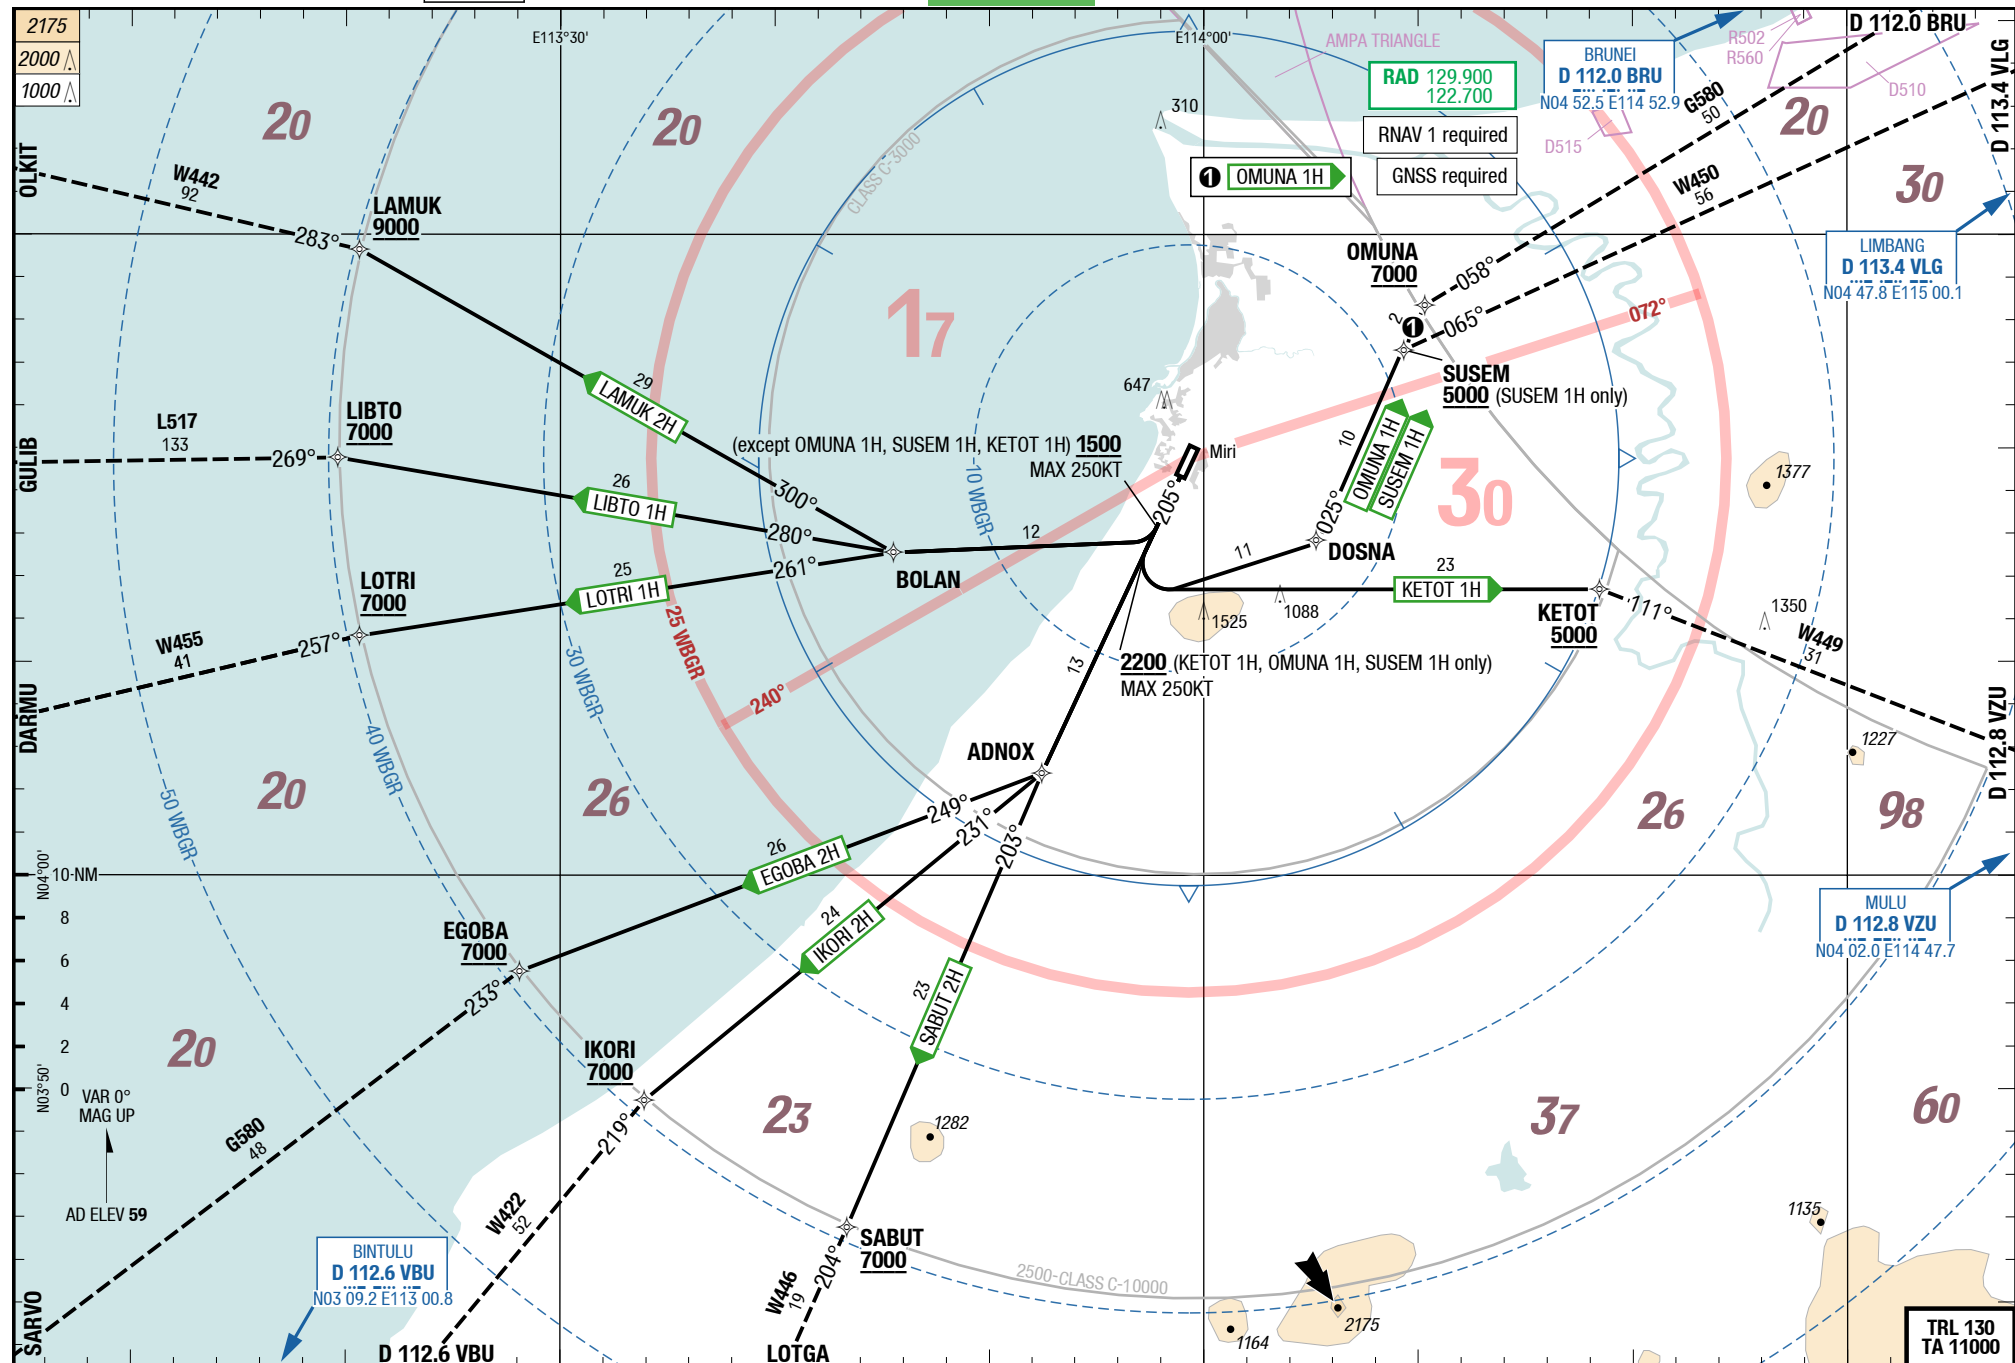 2175
2000
1000
E113°30'
E114°00'
AMPA TRIANGLE
RAD 129.900
122.700
RNAV 1 required
GNSS required
1 OMUNA 1H
BRUNEI
D 112.0 BRU
N04 52.5 E114 52.9
R502
R560
D 112.0 BRU
D510
D515
D 113.4 VLG
G580
50
W450
56
LIMBANG
D 113.4 VLG
N04 47.8 E115 00.1
20
20
20
30
CLASS C-3000
310
OLKIT
W442
92
283°
LAMUK
9000
OMUNA
7000
058°
065°
2
1
072°
17
29
LAMUK 2H
647
SUSEM
5000 (SUSEM 1H only)
L517
133
GULIB
269°
LIBTO
7000
26
LIBTO 1H
300°
280°
261°
(except OMUNA 1H, SUSEM 1H, KETOT 1H) 1500
MAX 250KT
Miri
205°
10 WBGR
10
OMUNA 1H
SUSEM 1H
025°
30
1377
12
BOLAN
11
DOSNA
23
KETOT 1H
KETOT
5000
111°
1350
W449
31
LOTRI
7000
25
LOTRI 1H
257°
W455
41
DARMU
1525
1088
2200 (KETOT 1H, OMUNA 1H, SUSEM 1H only)
MAX 250KT
13
25 WBGR
240°
30 WBGR
40 WBGR
50 WBGR
D 112.8 VZU
1227
ADNOX
20
26
26
98
249°
231°
203°
26
EGOBA 2H
24
IKORI 2H
23
SABUT 2H
N04°00'
10-NM
8
6
4
2
0
N03°50'
EGOBA
7000
233°
MULU
D 112.8 VZU
N04 02.0 E114 47.7
20
IKORI
7000
219°
VAR 0°
MAG UP
AD ELEV 59
G580
48
W422
52
23
1282
37
60
SABUT
7000
204°
W446
19
BINTULU
D 112.6 VBU
N03 09.2 E113 00.8
SARVO
D 112.6 VBU
LOTGA
2500-CLASS C-10000
1164
2175
1135
TRL 130
TA 11000